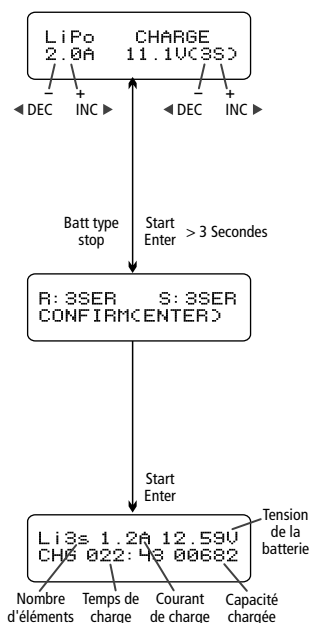 LiPo CHARGE
2.0A 11.1V(3S)
– + – +
◀ DEC INC ▶ ◀ DEC INC ▶
Batt type stop
Start Enter > 3 Secondes
R: 3SER S: 3SER
CONFIRM(ENTER)
Start
Enter
Tension de la batterie
Li3s 1.2A 12.59V
CHG 022:43 00682
Nombre d'éléments
Temps de charge
Courant de charge
Capacité chargée